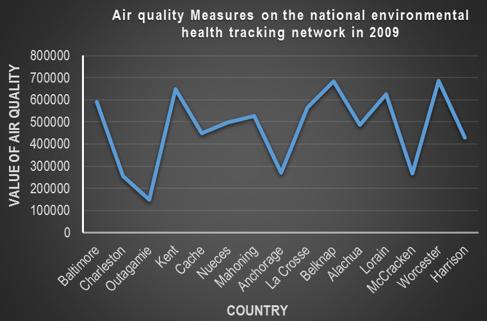 Air quality Measures on the national environmental
health tracking network in 2009
VALUE OF AIR QUALITY
800000
700000
600000
500000
400000
300000
200000
100000
0
Baltimore
Charleston
Outagamie
Kent
Cache
Nueces
Mahoning
Anchorage
La Crosse
Belknap
Alachua
Lorain
McCracken
Worcester
Harrison
COUNTRY